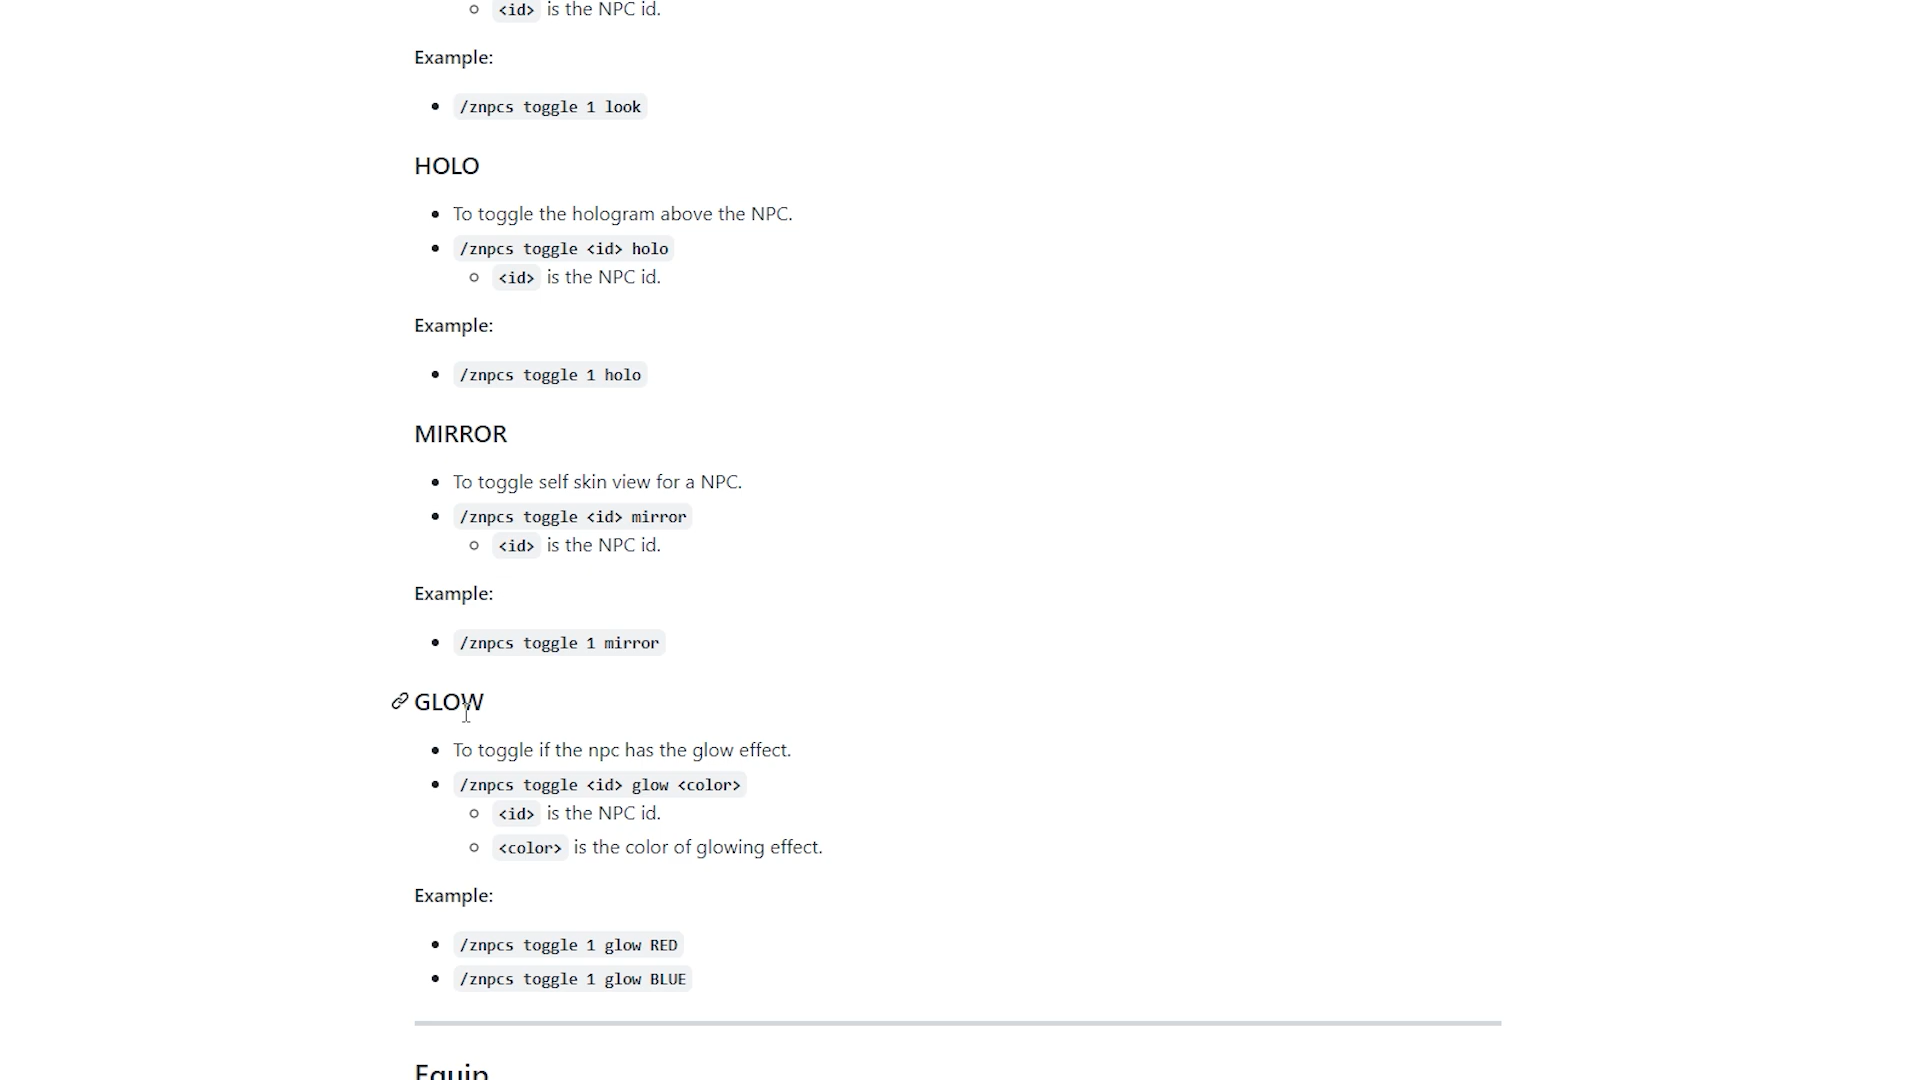 <id> is the NPC id.
Example:
/znpcs toggle 1 look
HOLO
To toggle the hologram above the NPC.
/znpcs toggle <id> holo
<id> is the NPC id.
Example:
/znpcs toggle 1 holo
MIRROR
To toggle self skin view for a NPC.
/znpcs toggle <id> mirror
<id> is the NPC id.
Example:
/znpcs toggle 1 mirror
GLOW
To toggle if the npc has the glow effect.
/znpcs toggle <id> glow <color>
<id> is the NPC id.
<color> is the color of glowing effect.
Example:
/znpcs toggle 1 glow RED
/znpcs toggle 1 glow BLUE
Equip